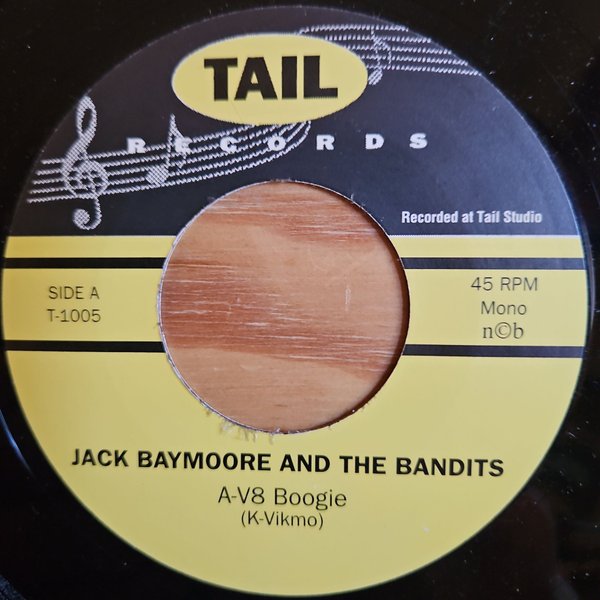 TAIL
RECORDS
Recorded at Tail Studio
SIDE A
T-1005
45 RPM
Mono
n©b
JACK BAYMOORE AND THE BANDITS
A-V8 Boogie
(K-Vikmo)